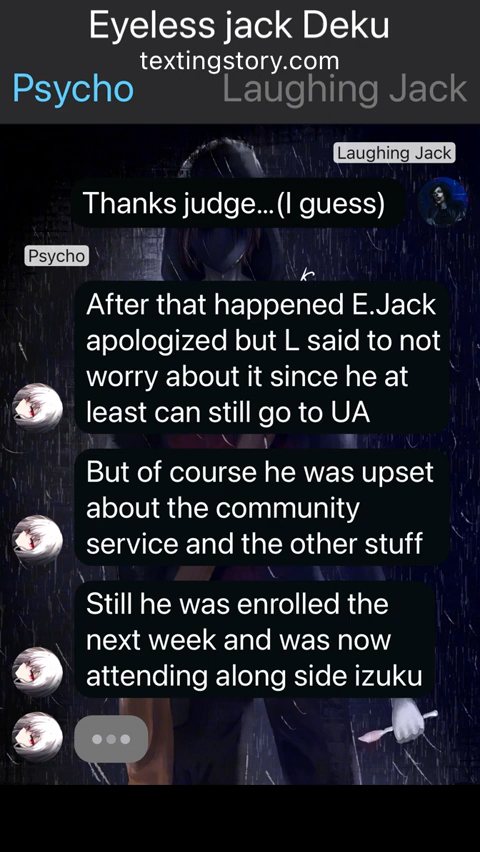 Eyeless jack Deku
textingstory.com
Psycho
Laughing Jack
Laughing Jack
Thanks judge...(I guess)
Psycho
After that happened E.Jack
apologized but L said to not
worry about it since he at
least can still go to UA
But of course he was upset
about the community
service and the other stuff
Still he was enrolled the
next week and was now
attending along side izuku